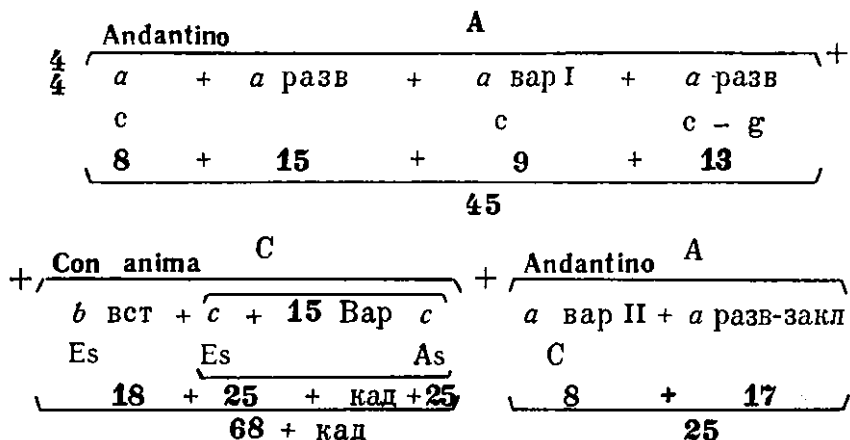 Andantino A
4/4 a + a разв + a вар I + a разв +
c c c – g
8 + 15 + 9 + 13
45
+ Con anima C + Andantino A
b вст + c + 15 Вар c a вар II + a разв-закл
Es Es As C
18 + 25 + кад + 25 8 + 17
68 + кад 25